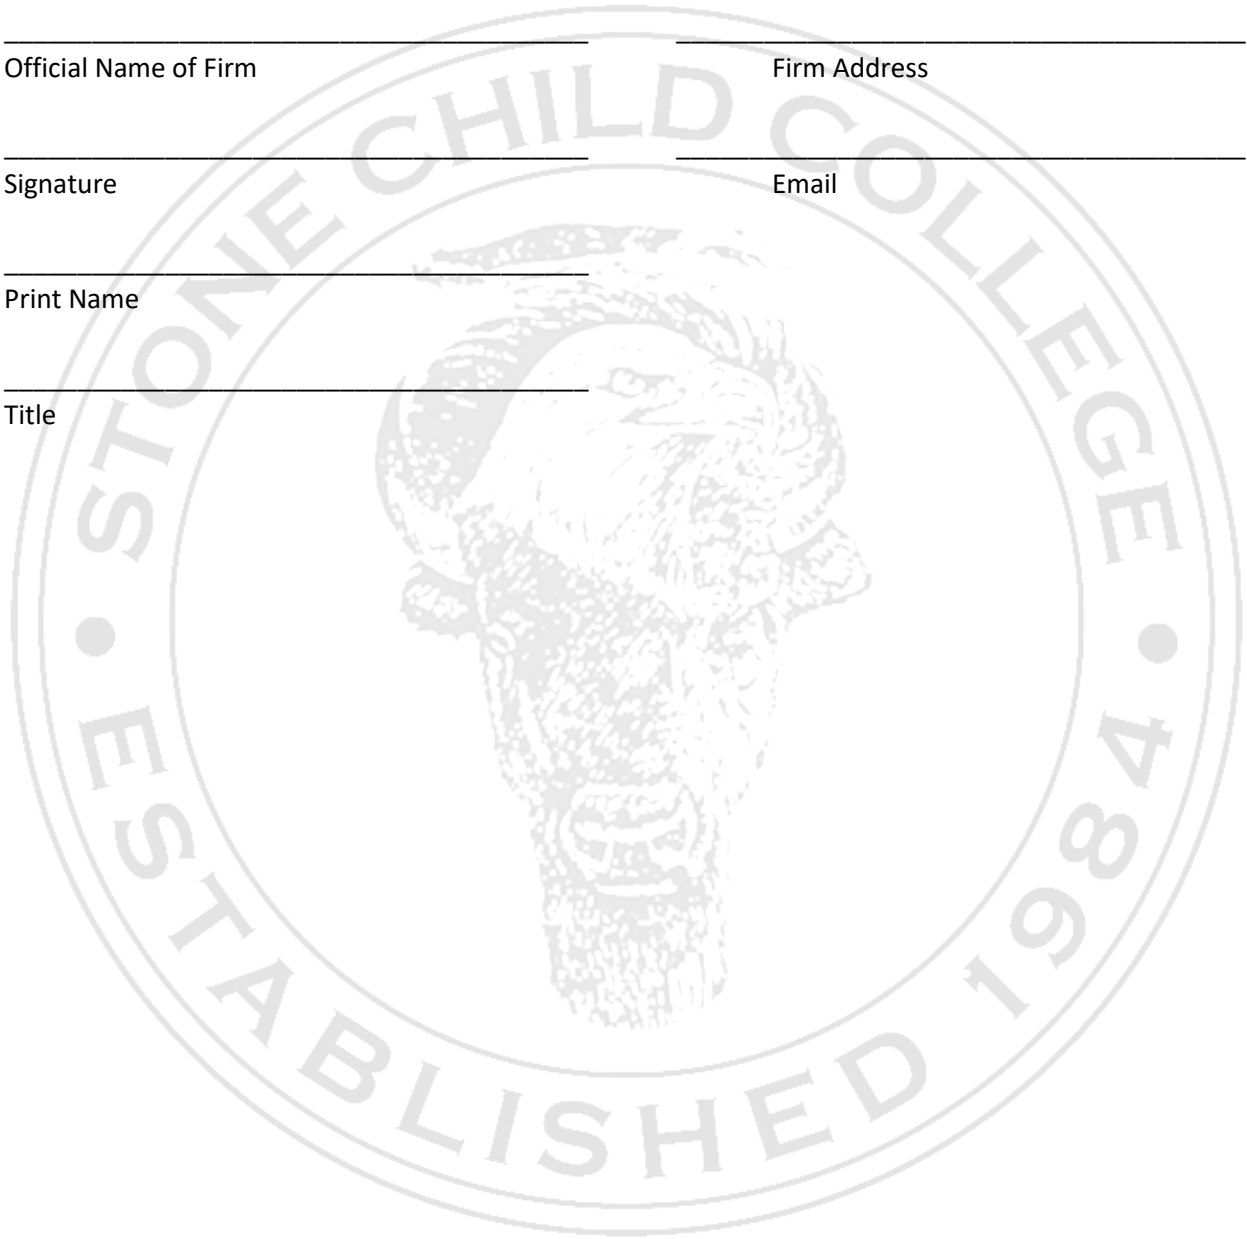 Official Name of Firm Firm Address
Signature Email
Print Name
Title
STONE CHILD COLLEGE
ESTABLISHED 1984